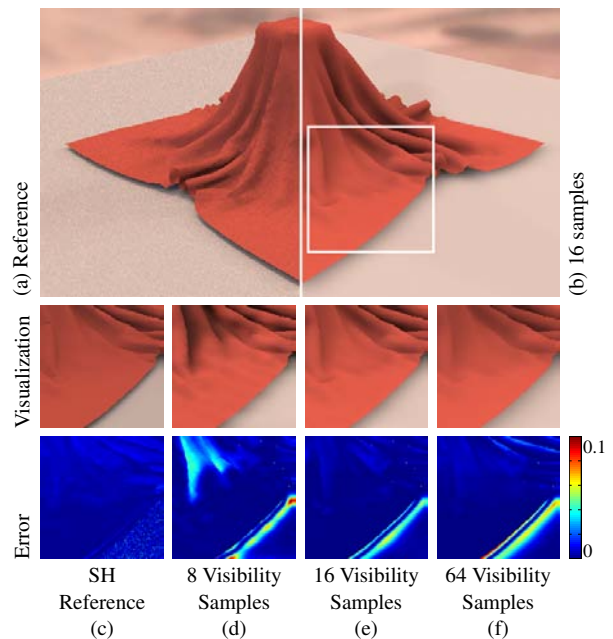 (a) Reference
(b) 16 samples
Visualization
Error
0.1
0
SH
Reference
(c)
8 Visibility
Samples
(d)
16 Visibility
Samples
(e)
64 Visibility
Samples
(f)